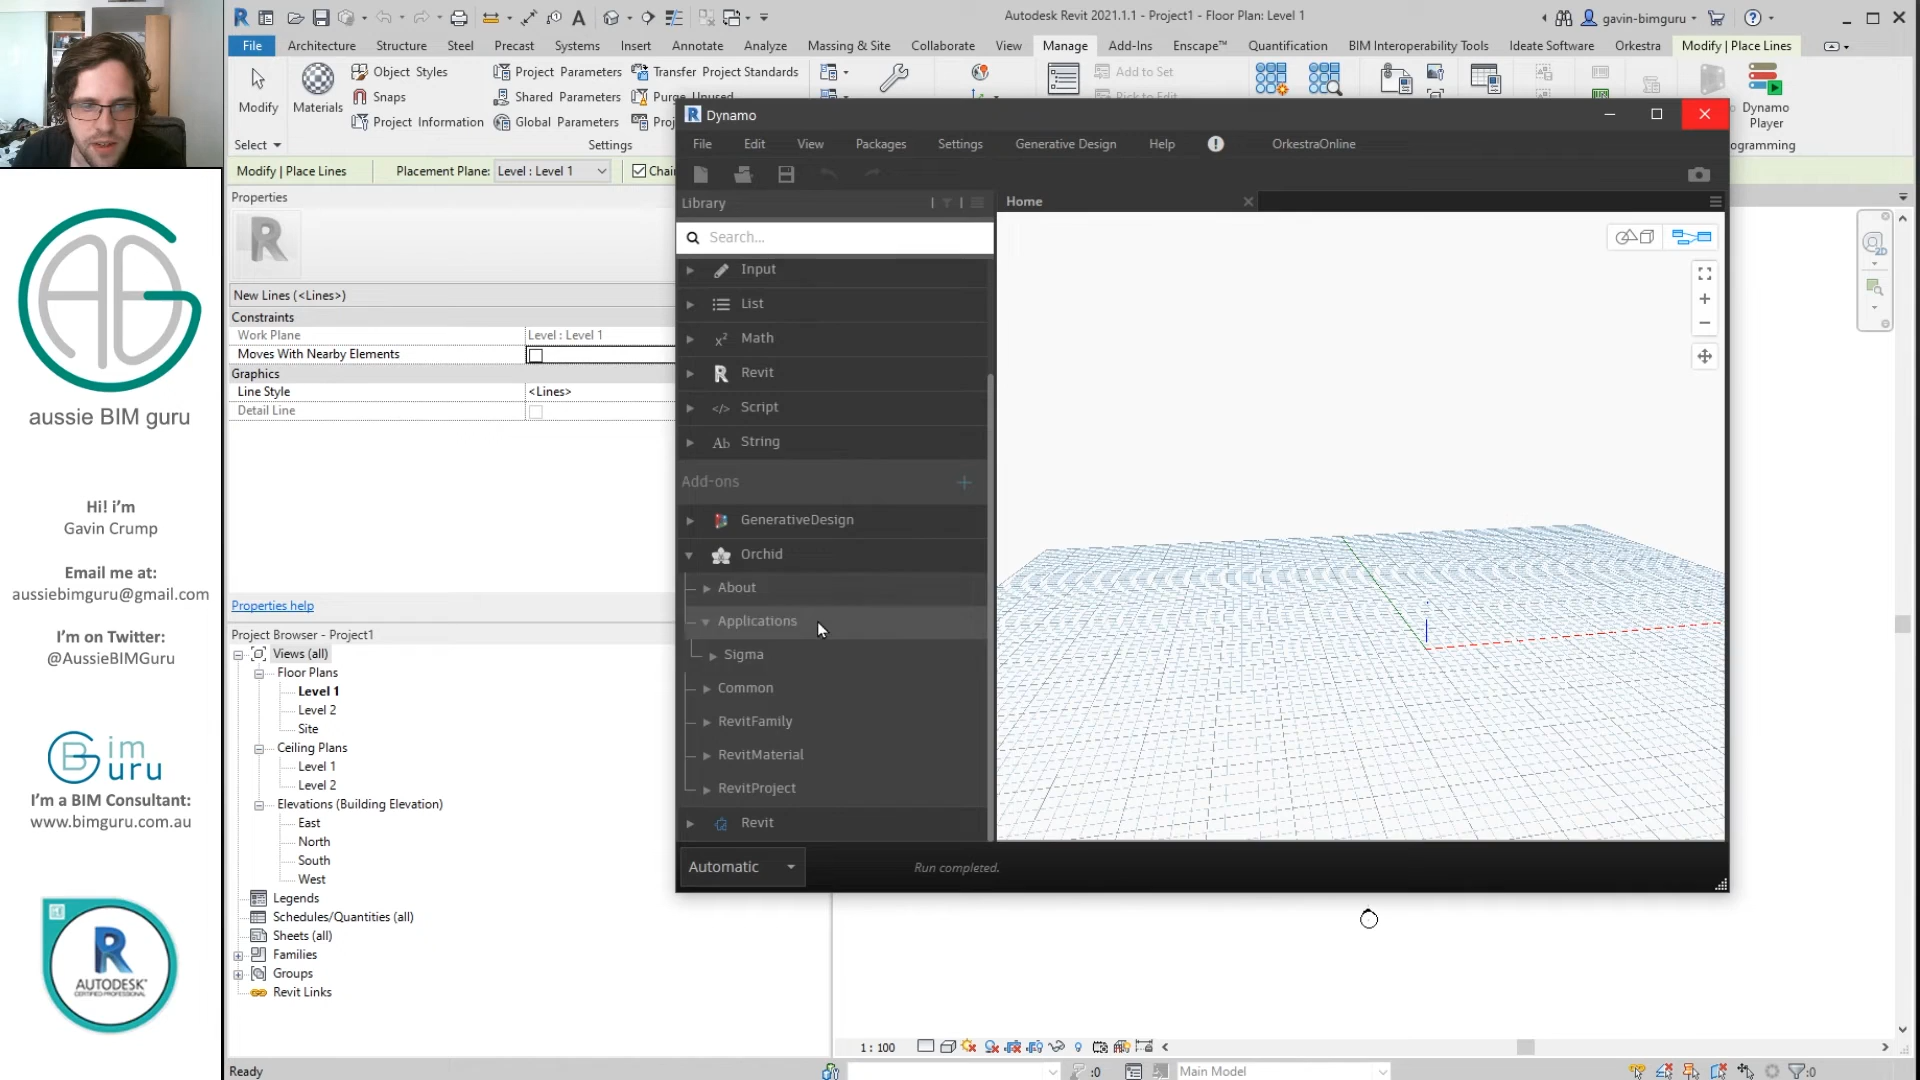 Autodesk Revit 2021.1.1 - Project1 - Floor Plan: Level 1
gavin-bimguru
File Architecture Structure Steel Precast Systems Insert Annotate Analyze Massing & Site Collaborate View Manage Add-Ins Enscape™ Quantification BIM Interoperability Tools Ideate Software Orkestra Modify | Place Lines
Modify
Materials
Object Styles
Snaps
Project Information
Project Parameters
Shared Parameters
Global Parameters
Transfer Project Standards
Purge Unused
Add to Set
Dynamo
Player
Select
Settings
Modify | Place Lines Placement Plane: Level : Level 1
Properties
New Lines (<Lines>)
Constraints
Work Plane Level : Level 1
Moves With Nearby Elements
Graphics
Line Style <Lines>
Detail Line
Properties help
Project Browser - Project1
Views (all)
Floor Plans
Level 1
Level 2
Site
Ceiling Plans
Level 1
Level 2
Elevations (Building Elevation)
East
North
South
West
Legends
Schedules/Quantities (all)
Sheets (all)
Families
Groups
Revit Links
Dynamo
File Edit View Packages Settings Generative Design Help OrkestraOnline
Library
Home
Search...
Input
List
Math
Revit
Script
String
Add-ons
GenerativeDesign
Orchid
About
Applications
Sigma
Common
RevitFamily
RevitMaterial
RevitProject
Revit
Automatic
Run completed.
1 : 100
Ready
:0
Main Model
:0
aussie BIM guru
Hi! i'm
Gavin Crump
Email me at:
aussiebimguru@gmail.com
I'm on Twitter:
@AussieBIMGuru
Bim
Guru
I'm a BIM Consultant:
www.bimguru.com.au
R
AUTODESK